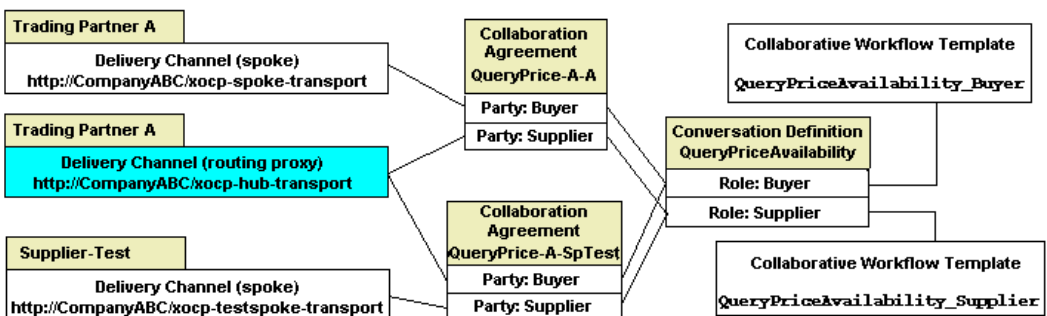 Trading Partner A
Delivery Channel (spoke)
http://CompanyABC/xocp-spoke-transport
Trading Partner A
Delivery Channel (routing proxy)
http://CompanyABC/xocp-hub-transport
Supplier-Test
Delivery Channel (spoke)
http://CompanyABC/xocp-testspoke-transport
Collaboration
Agreement
QueryPrice-A-A
Party: Buyer
Party: Supplier
Collaboration
Agreement
QueryPrice-A-SpTest
Party: Buyer
Party: Supplier
Conversation Definition
QueryPriceAvailability
Role: Buyer
Role: Supplier
Collaborative Workflow Template
QueryPriceAvailability_Buyer
Collaborative Workflow Template
QueryPriceAvailability_Supplier